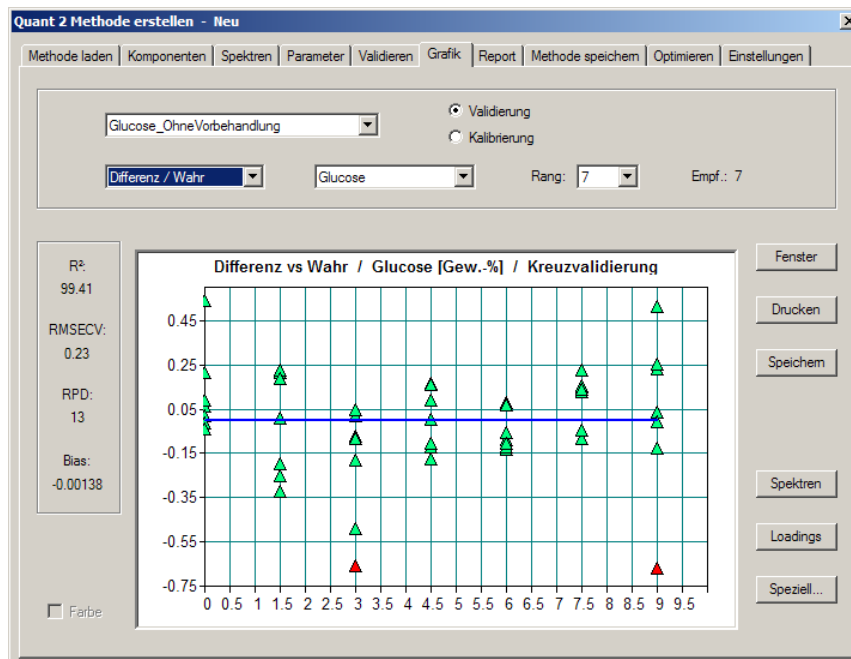 Quant 2 Methode erstellen - Neu
Methode laden Komponenten Spektren Parameter Validieren Grafik Report Methode speichern Optimieren Einstellungen
Glucose_OhneVorbehandlung
Validierung
Kalibrierung
Differenz / Wahr
Glucose
Rang: 7
Empf.: 7
R²:
99.41
RMSECV:
0.23
RPD:
13
Bias:
-0.00138
Farbe
Differenz vs Wahr / Glucose [Gew.-%] / Kreuzvalidierung
0.45
0.25
0.05
-0.15
-0.35
-0.55
-0.75
0 0.5 1 1.5 2 2.5 3 3.5 4 4.5 5 5.5 6 6.5 7 7.5 8 8.5 9 9.5
Fenster
Drucken
Speichern
Spektren
Loadings
Speziell...